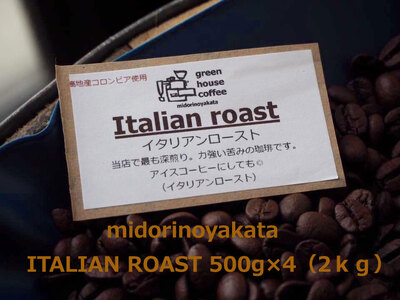 高地産コロンビア使用
green
house
coffee
midorinoyakata
Italian roast
イタリアンロースト
当店で最も深煎り。力強い苦みの珈琲です。
アイスコーヒーにしても◎
(イタリアンロースト)
midorinoyakata
ITALIAN ROAST 500g×4（2ｋｇ）